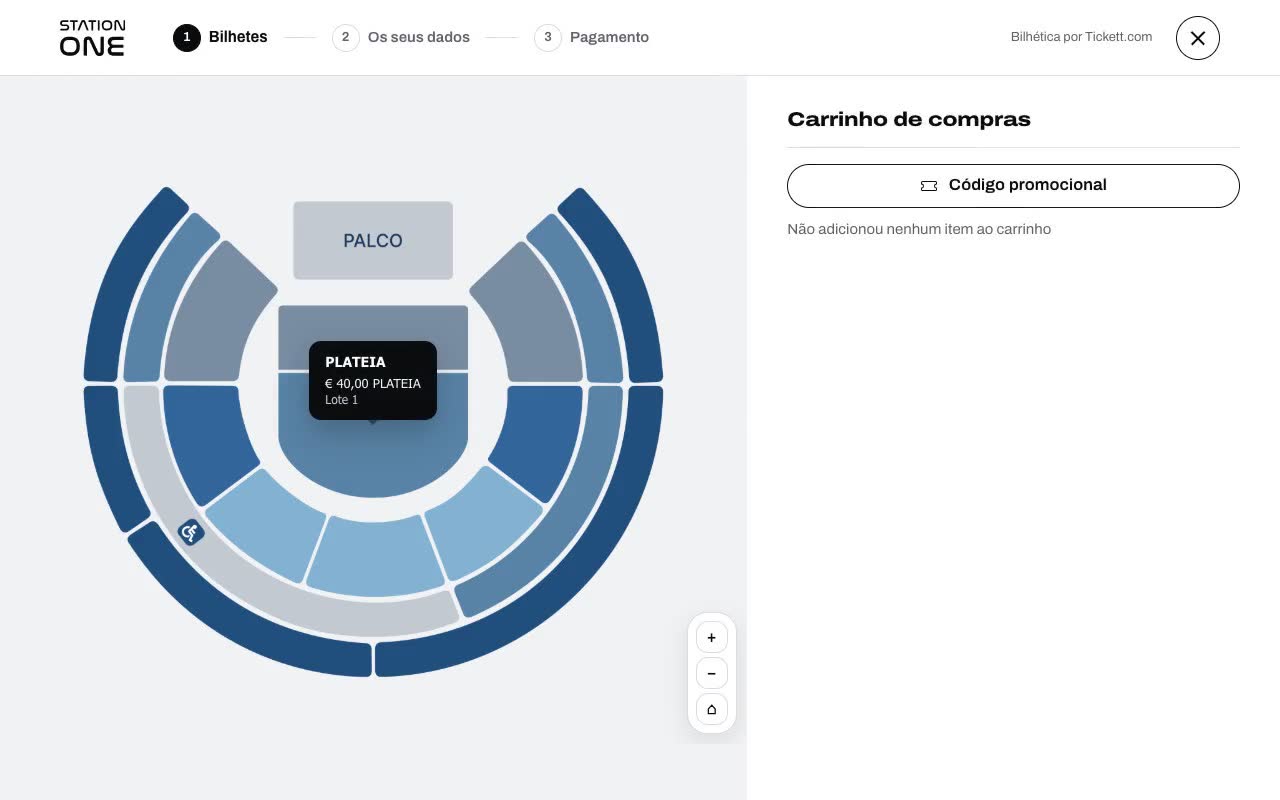 STATION
ONE
1 Bilhetes
2 Os seus dados
3 Pagamento
Bilhética por Tickett.com
Carrinho de compras
Código promocional
Não adicionou nenhum item ao carrinho
PALCO
PLATEIA
€ 40,00 PLATEIA
Lote 1
+
−